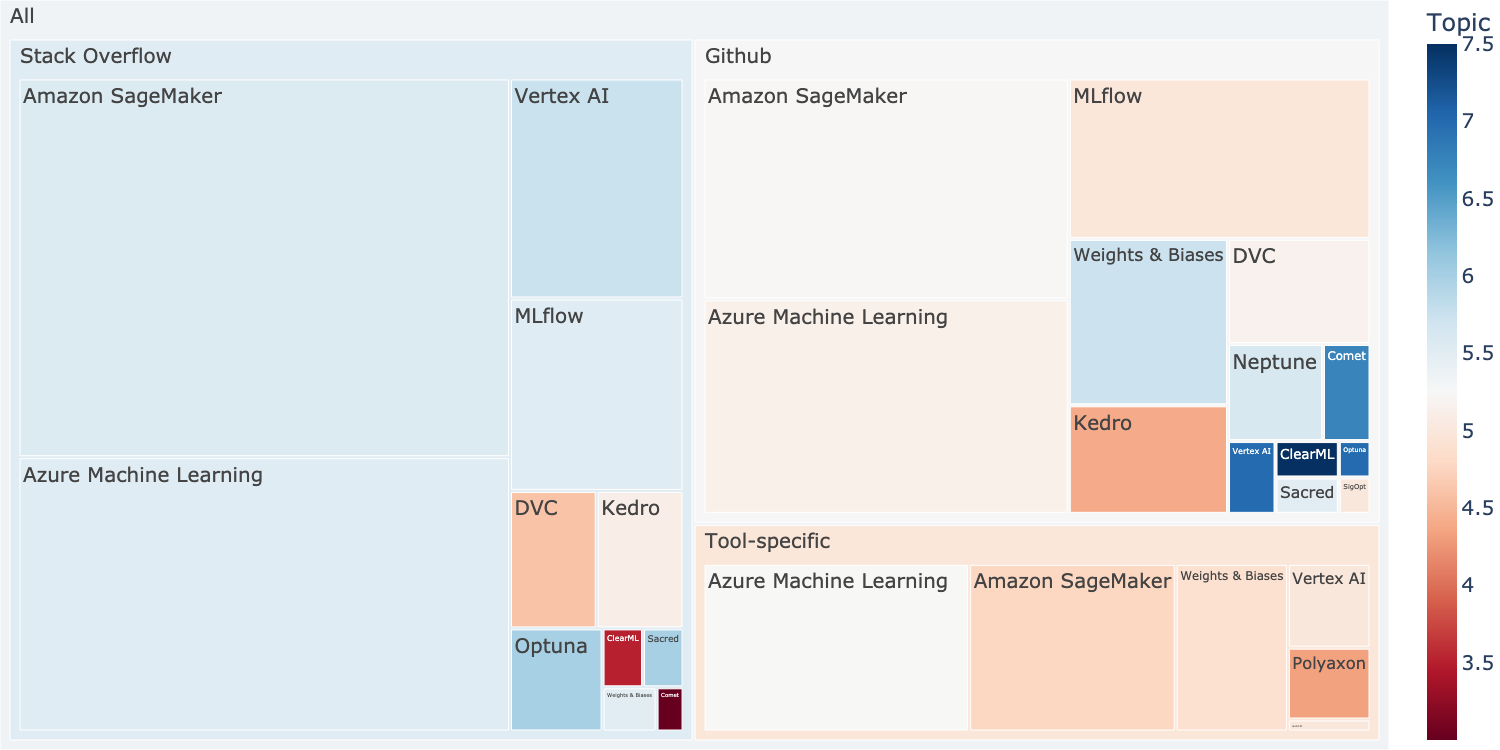 All
Stack Overflow
Amazon SageMaker
Azure Machine Learning
Vertex AI
MLflow
DVC
Kedro
Optuna
ClearML
Sacred
Weights & Biases
Comet
Github
Amazon SageMaker
Azure Machine Learning
MLflow
Weights & Biases
Kedro
DVC
Neptune
Comet
Vertex AI
ClearML
Optuna
Sacred
SigOpt
Tool-specific
Azure Machine Learning
Amazon SageMaker
Weights & Biases
Vertex AI
Polyaxon
Topic
7.5
7
6.5
6
5.5
5
4.5
4
3.5